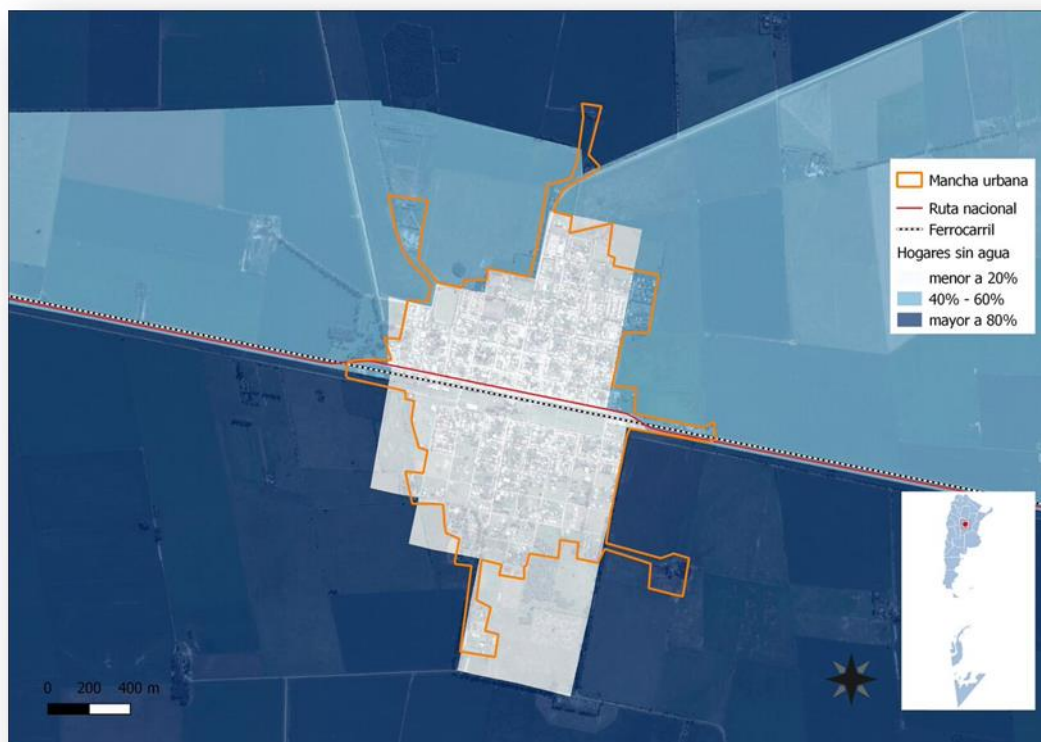 Mancha urbana
Ruta nacional
Ferrocarril
Hogares sin agua
menor a 20%
40% - 60%
mayor a 80%
0 200 400 m